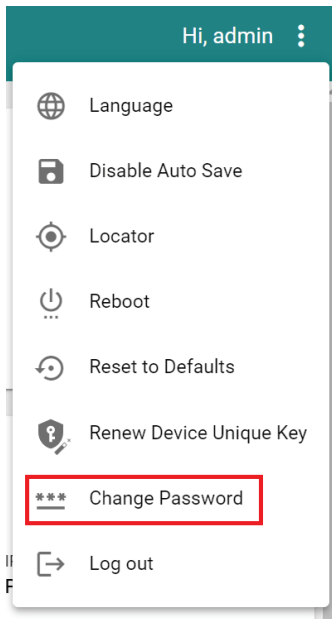 Hi, admin
Language
Disable Auto Save
Locator
Reboot
Reset to Defaults
Renew Device Unique Key
***
Change Password
Log out